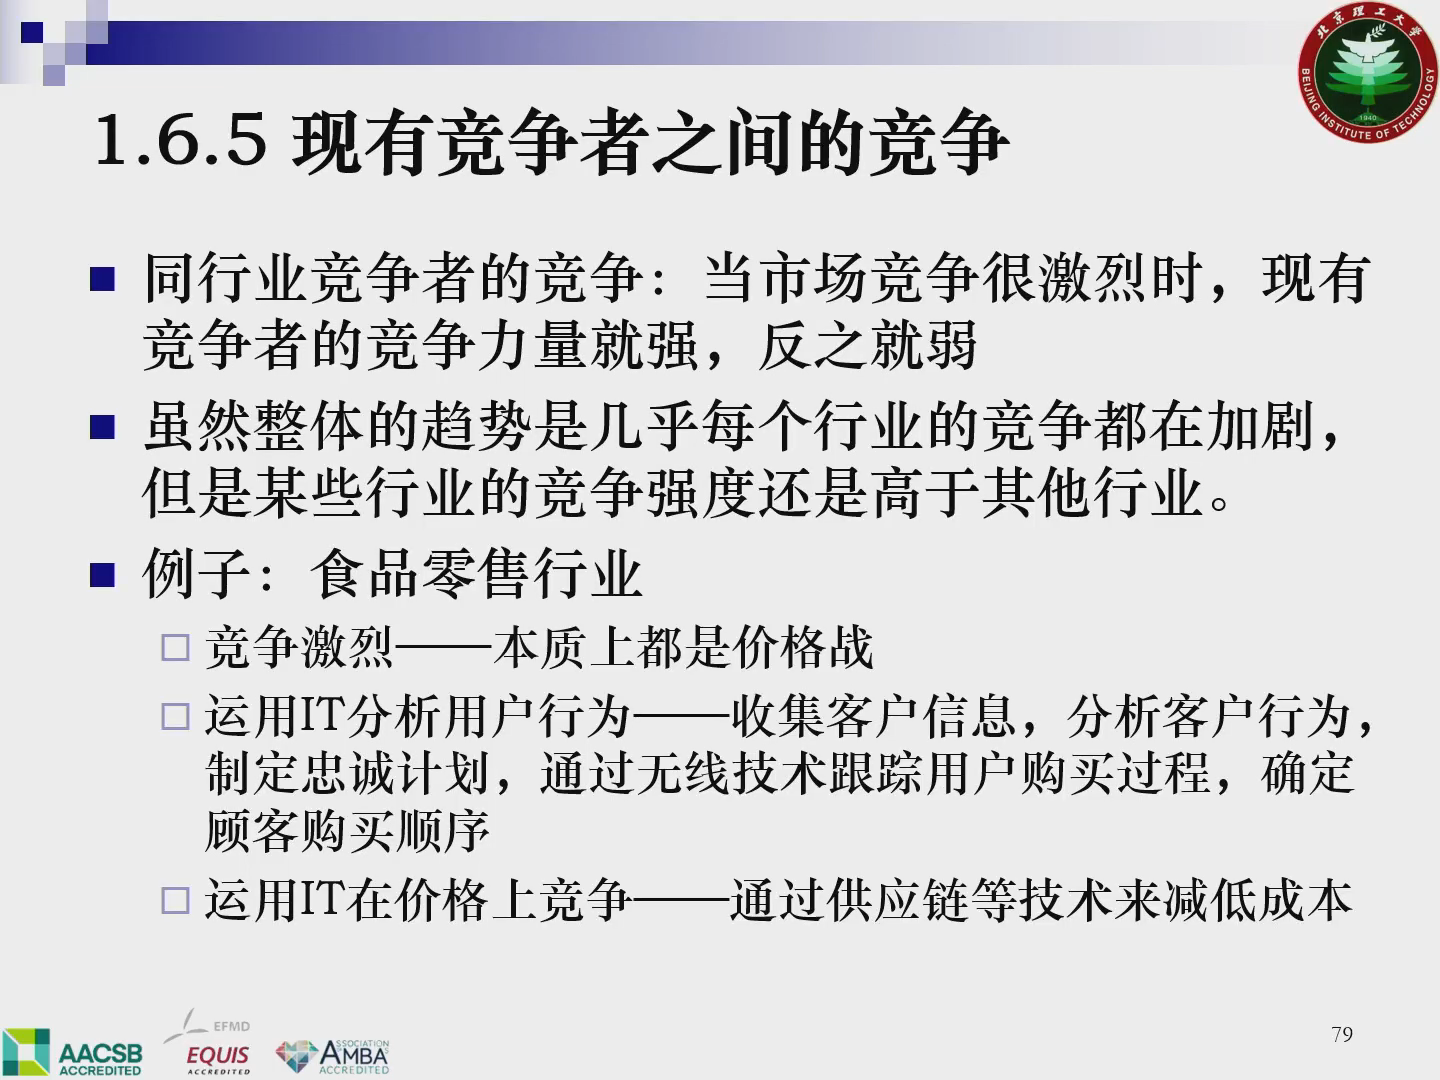 北京理工大学
BEIJING INSTITUTE OF TECHNOLOGY
1940
1.6.5 现有竞争者之间的竞争
同行业竞争者的竞争：当市场竞争很激烈时，现有
竞争者的竞争力量就强，反之就弱
虽然整体的趋势是几乎每个行业的竞争都在加剧，
但是某些行业的竞争强度还是高于其他行业。
例子：食品零售行业
竞争激烈——本质上都是价格战
运用IT分析用户行为——收集客户信息，分析客户行为，
制定忠诚计划，通过无线技术跟踪用户购买过程，确定
顾客购买顺序
运用IT在价格上竞争——通过供应链等技术来减低成本
AACSB
ACCREDITED
EFMD
EQUIS
ACCREDITED
ASSOCIATION
AMBA
ACCREDITED
79